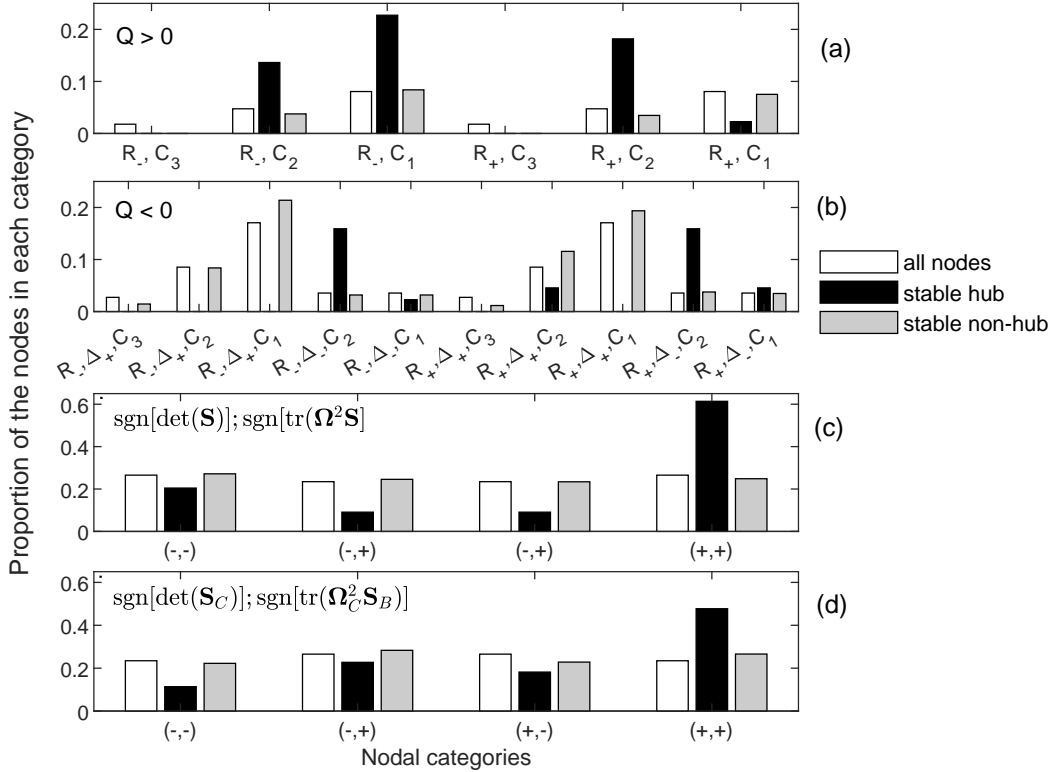 Proportion of the nodes in each category
0.2
0.1
0
Q > 0
(a)
R₋, C₃ R₋, C₂ R₋, C₁ R₊, C₃ R₊, C₂ R₊, C₁
0.2
0.1
0
Q < 0
(b)
R₋,Δ₊,C₃ R₋,Δ₊,C₂ R₋,Δ₊,C₁ R₋,Δ₋,C₂ R₋,Δ₋,C₁ R₊,Δ₊,C₃ R₊,Δ₊,C₂ R₊,Δ₊,C₁ R₊,Δ₋,C₂ R₊,Δ₋,C₁
all nodes
stable hub
stable non-hub
0.6
0.4
0.2
0
sgn[det(S)];sgn[tr(Ω²S]
(c)
(-,-) (-,+) (-,+) (+,+)
0.6
0.4
0.2
0
sgn[det(S_C)];sgn[tr(Ω²_C S_B)]
(d)
(-,-) (-,+) (+,-) (+,+)
Nodal categories